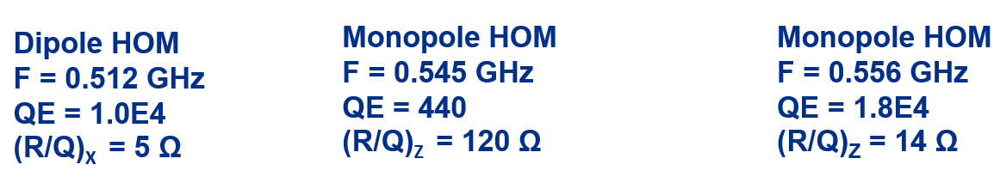 Dipole HOM
F = 0.512 GHz
QE = 1.0E4
(R/Q)X = 5 Ω
Monopole HOM
F = 0.545 GHz
QE = 440
(R/Q)Z = 120 Ω
Monopole HOM
F = 0.556 GHz
QE = 1.8E4
(R/Q)Z = 14 Ω